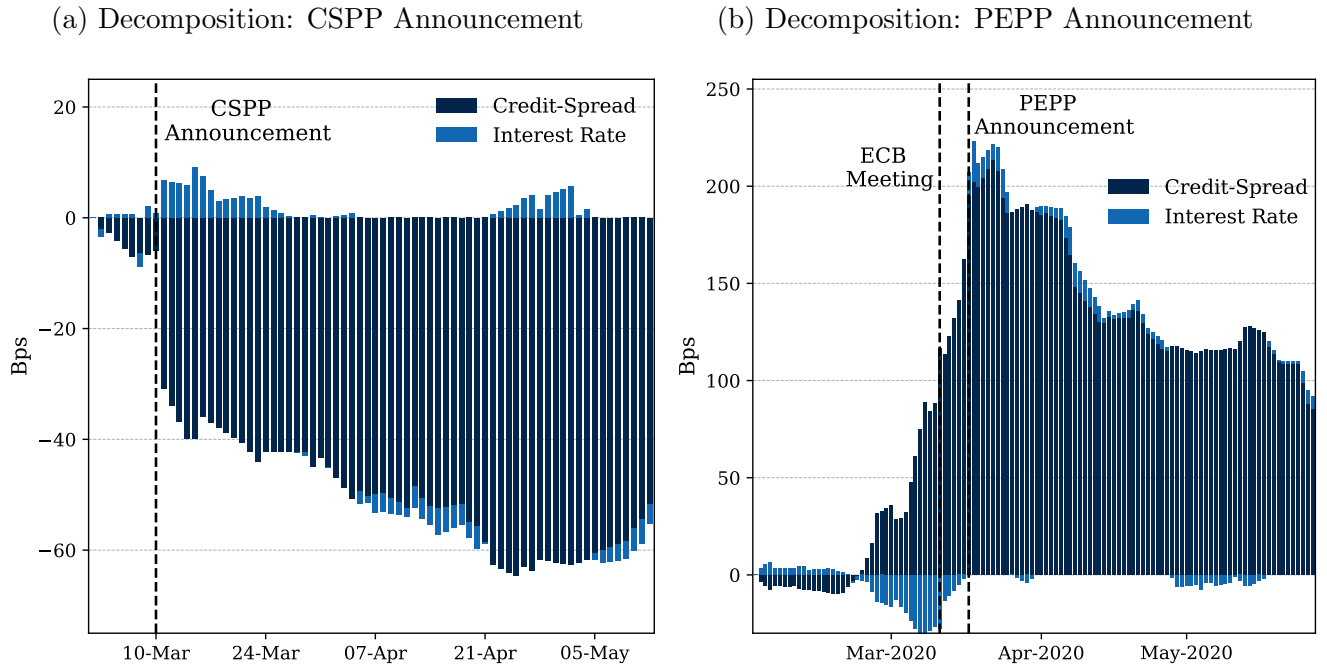 (a) Decomposition: CSPP Announcement
CSPP
Announcement
Credit-Spread
Interest Rate
Bps
20
0
−20
−40
−60
10-Mar
24-Mar
07-Apr
21-Apr
05-May
(b) Decomposition: PEPP Announcement
ECB
Meeting
PEPP
Announcement
Credit-Spread
Interest Rate
Bps
250
200
150
100
50
0
Mar-2020
Apr-2020
May-2020